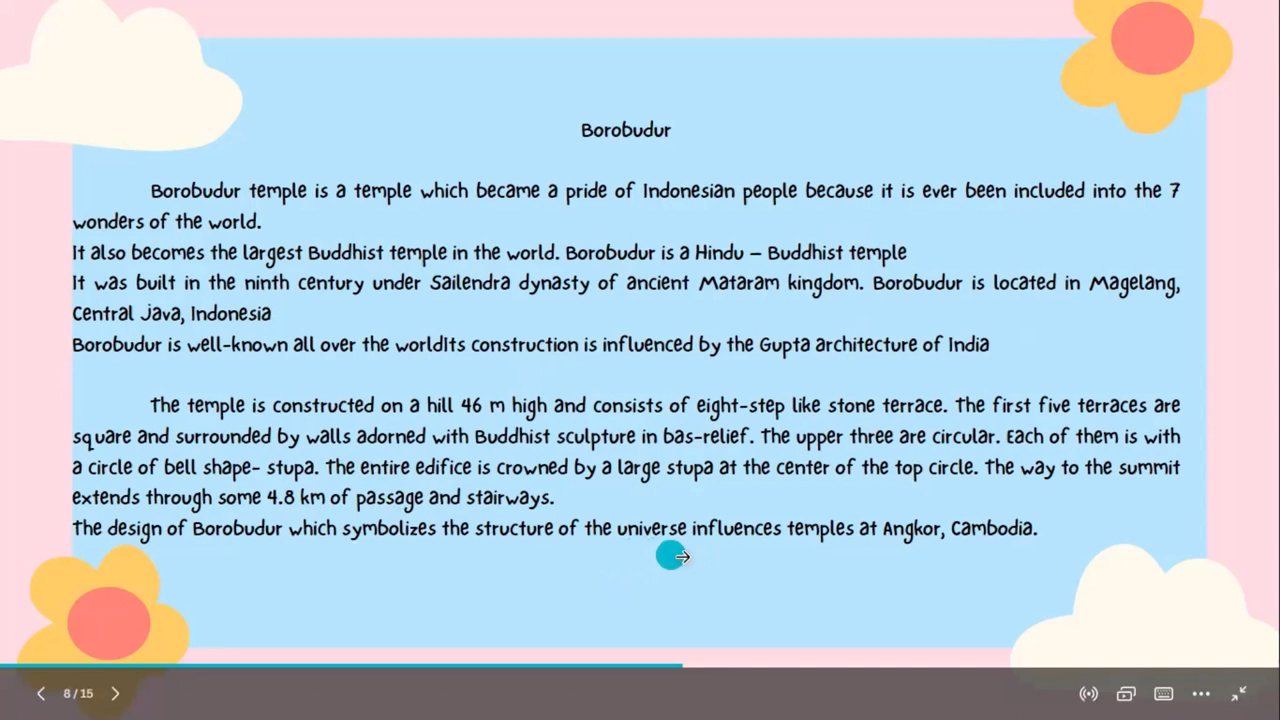 Borobudur
Borobudur temple is a temple which became a pride of Indonesian people because it is ever been included into the 7
wonders of the world.
It also becomes the largest Buddhist temple in the world. Borobudur is a Hindu – Buddhist temple
It was built in the ninth century under Sailendra dynasty of ancient Mataram kingdom. Borobudur is located in Magelang,
Central Java, Indonesia
Borobudur is well-known all over the worldIts construction is influenced by the Gupta architecture of India
The temple is constructed on a hill 46 m high and consists of eight-step like stone terrace. The first five terraces are
square and surrounded by walls adorned with Buddhist sculpture in bas-relief. The upper three are circular. Each of them is with
a circle of bell shape- stupa. The entire edifice is crowned by a large stupa at the center of the top circle. The way to the summit
extends through some 4.8 km of passage and stairways.
The design of Borobudur which symbolizes the structure of the universe influences temples at Angkor, Cambodia.
8 / 15